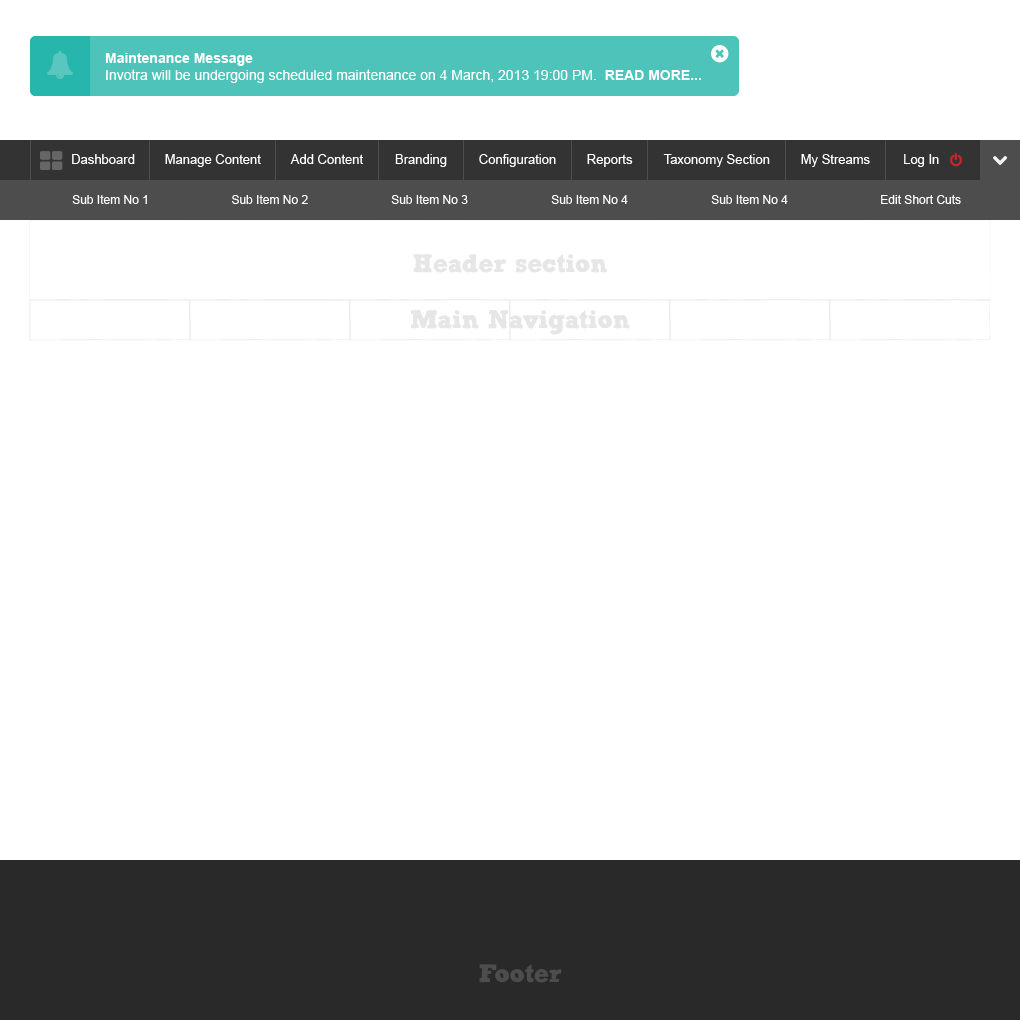 Maintenance Message
Invotra will be undergoing scheduled maintenance on 4 March, 2013 19:00 PM. READ MORE...
Dashboard Manage Content Add Content Branding Configuration Reports Taxonomy Section My Streams Log In
Sub Item No 1 Sub Item No 2 Sub Item No 3 Sub Item No 4 Sub Item No 4 Edit Short Cuts
Header section
Main Navigation
Footer